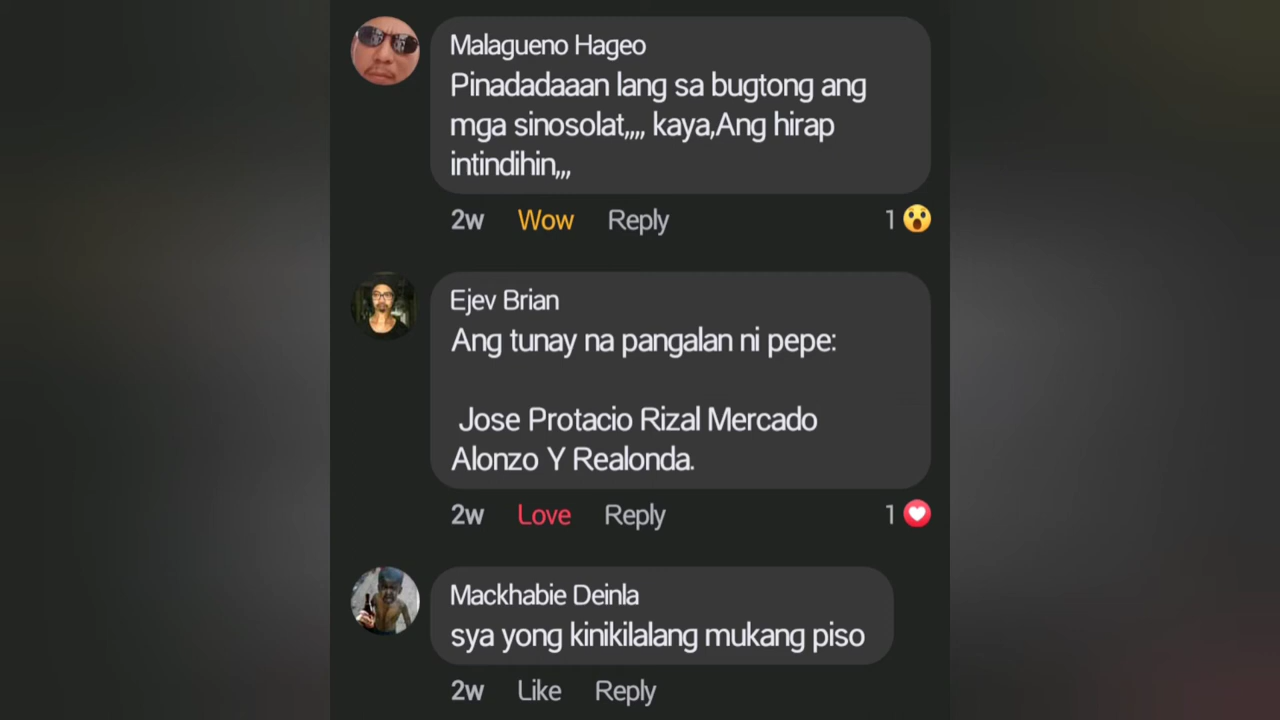 Malagueno Hageo
Pinadadaaan lang sa bugtong ang
mga sinosolat,,,, kaya,Ang hirap
intindihin,,,
2w Wow Reply 1
Ejev Brian
Ang tunay na pangalan ni pepe:
Jose Protacio Rizal Mercado
Alonzo Y Realonda.
2w Love Reply 1
Mackhabie Deinla
sya yong kinikilalang mukang piso
2w Like Reply